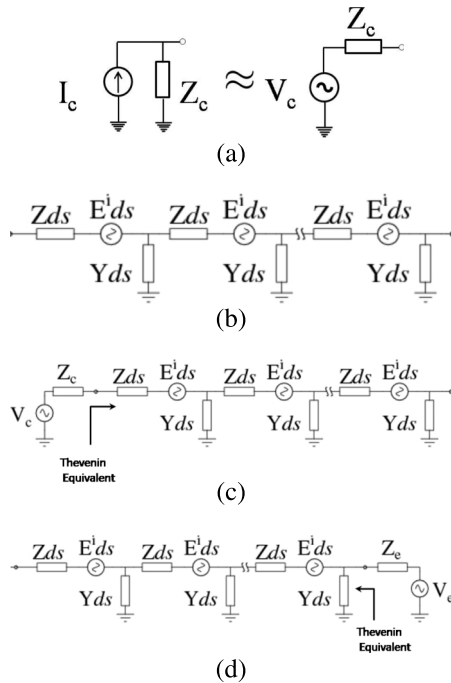 Z_c
I_c Z_c ≈ V_c
(a)
Zds E^i ds Zds E^i ds Zds E^i ds
Yds Yds Yds
(b)
Z_c Zds E^i ds Zds E^i ds Zds E^i ds
V_c Yds Yds Yds
Thevenin
Equivalent
(c)
Zds E^i ds Zds E^i ds Zds E^i ds Z_e
Yds Yds Yds V_e
Thevenin
Equivalent
(d)